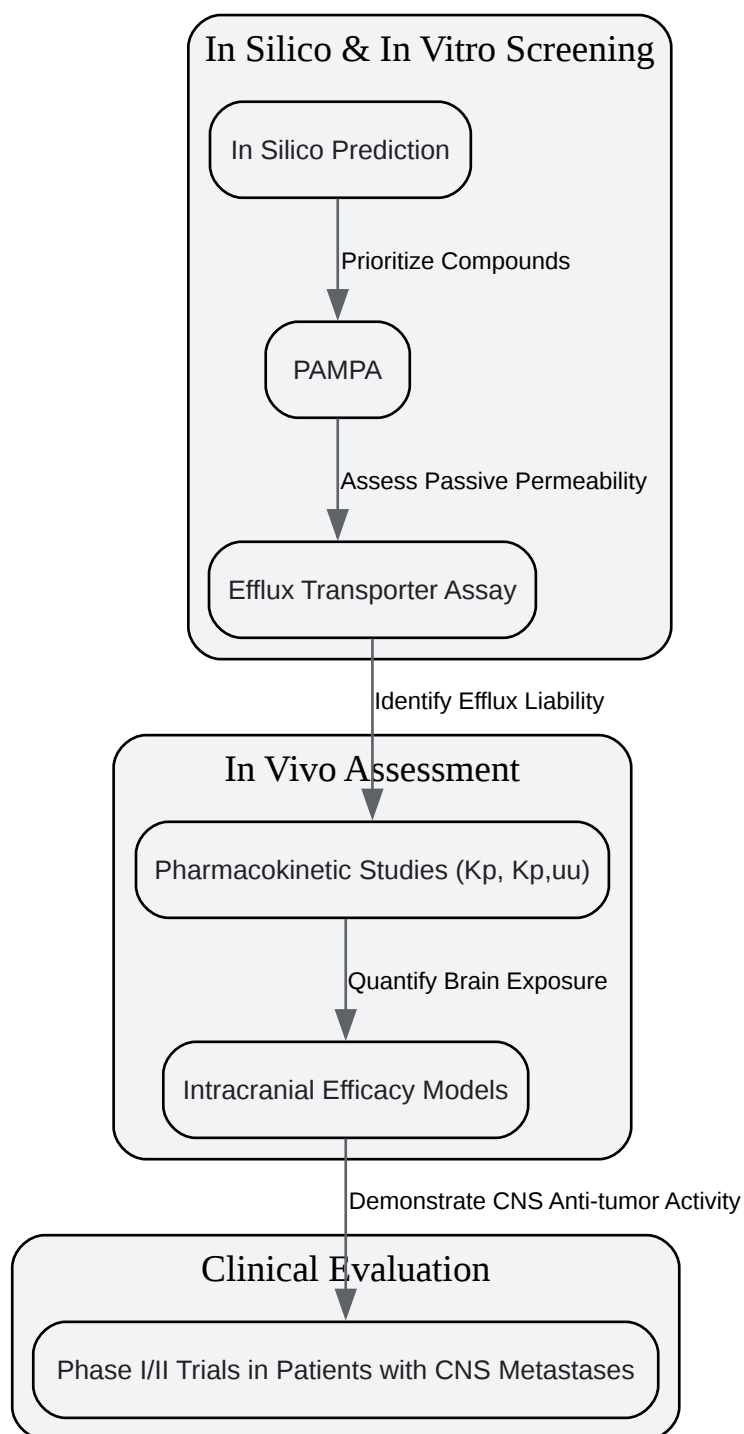 In Silico & In Vitro Screening
In Silico Prediction
Prioritize Compounds
PAMPA
Assess Passive Permeability
Efflux Transporter Assay
Identify Efflux Liability
In Vivo Assessment
Pharmacokinetic Studies (Kp, Kp,uu)
Quantify Brain Exposure
Intracranial Efficacy Models
Demonstrate CNS Anti-tumor Activity
Clinical Evaluation
Phase I/II Trials in Patients with CNS Metastases